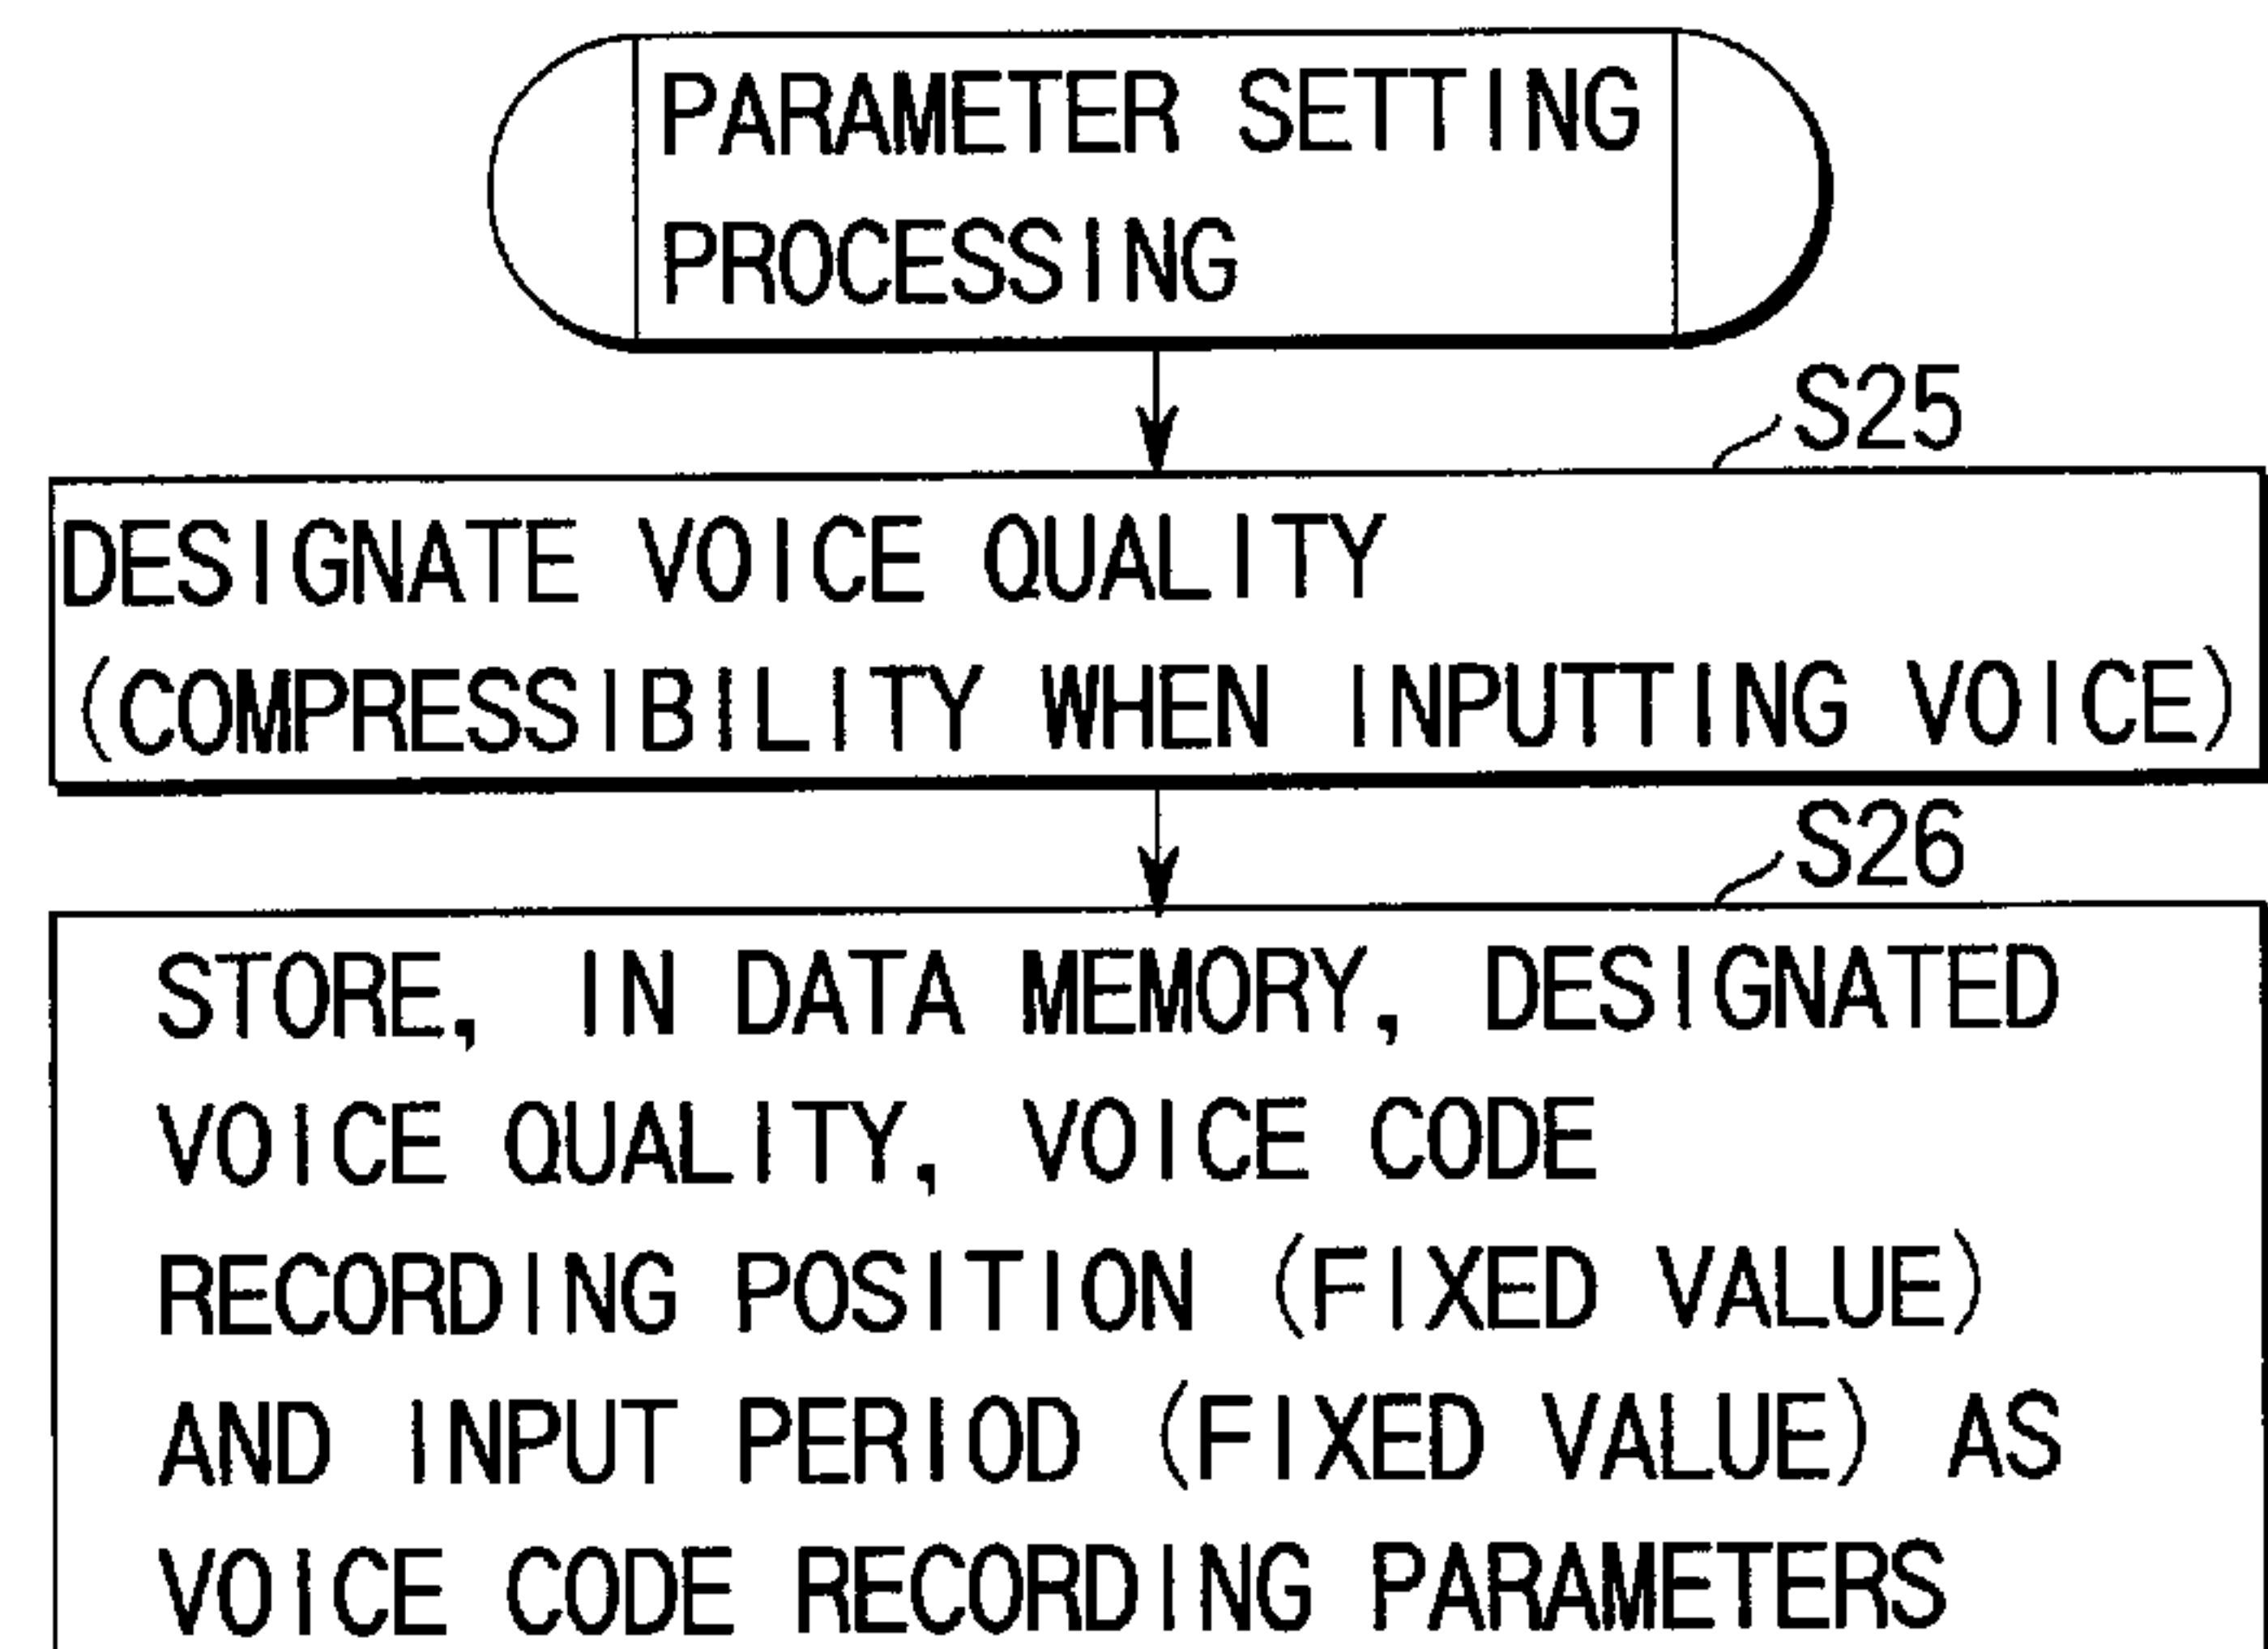 PARAMETER SETTING
PROCESSING
S25
DESIGNATE VOICE QUALITY
(COMPRESSIBILITY WHEN INPUTTING VOICE)
S26
STORE, IN DATA MEMORY, DESIGNATED
VOICE QUALITY, VOICE CODE
RECORDING POSITION (FIXED VALUE)
AND INPUT PERIOD (FIXED VALUE) AS
VOICE CODE RECORDING PARAMETERS